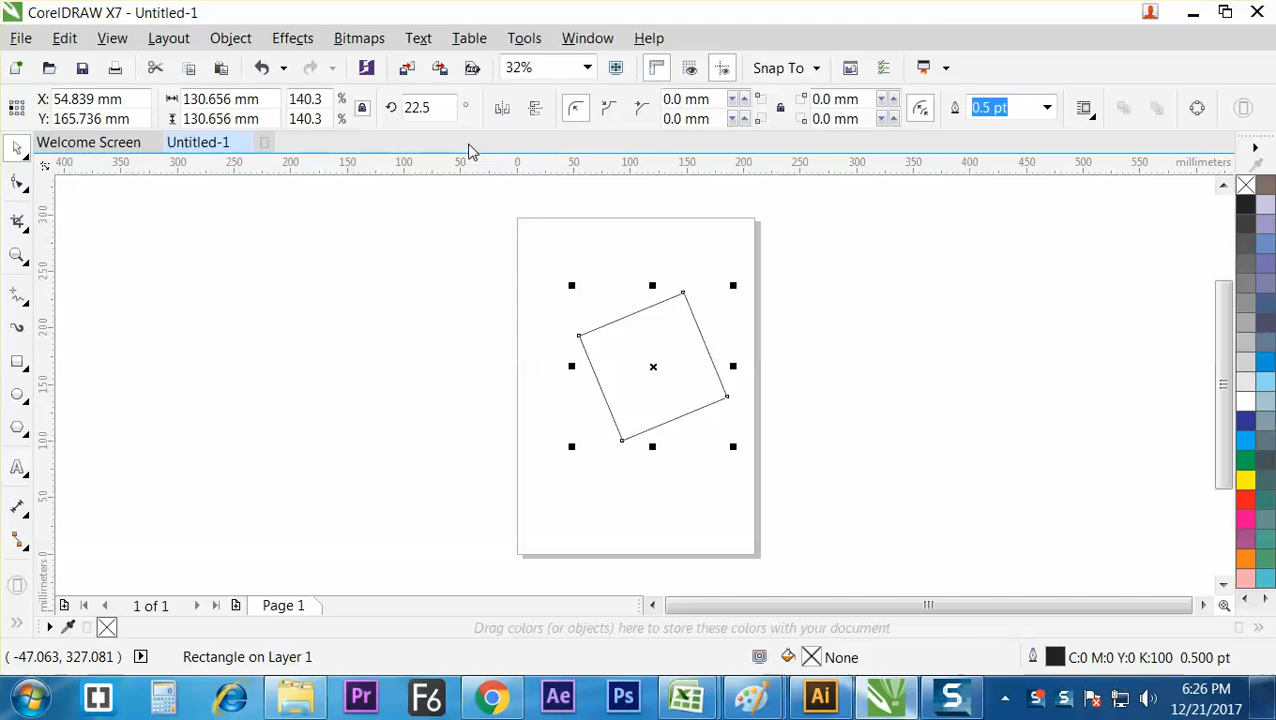 CorelDRAW X7 - Untitled-1
File Edit View Layout Object Effects Bitmaps Text Table Tools Window Help
32% Snap To
X: 54.839 mm 130.656 mm 140.3 % 22.5 ° 0.0 mm 0.0 mm 0.5 pt
Y: 165.736 mm 130.656 mm 140.3 % 0.0 mm 0.0 mm
Welcome Screen Untitled-1
400 350 300 250 200 150 100 50 0 50 100 150 200 250 300 350 400 450 500 550 millimeters
300
250
200
150
100
50
0
millimeters
1 of 1 Page 1
Drag colors (or objects) here to store these colors with your document
( -47.063, 327.081 ) Rectangle on Layer 1 None C:0 M:0 Y:0 K:100 0.500 pt
Pr F6 Ae Ps Ai S
6:26 PM
12/21/2017